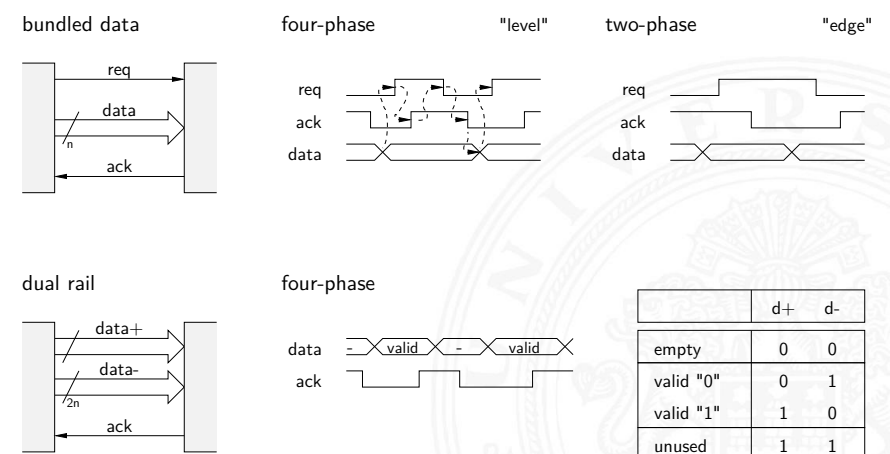 bundled data
req
data
n
ack
four-phase "level"
req
ack
data
two-phase "edge"
req
ack
data
dual rail
data+
data-
2n
ack
four-phase
data - valid - valid
ack
d+ d-
empty 0 0
valid "0" 0 1
valid "1" 1 0
unused 1 1